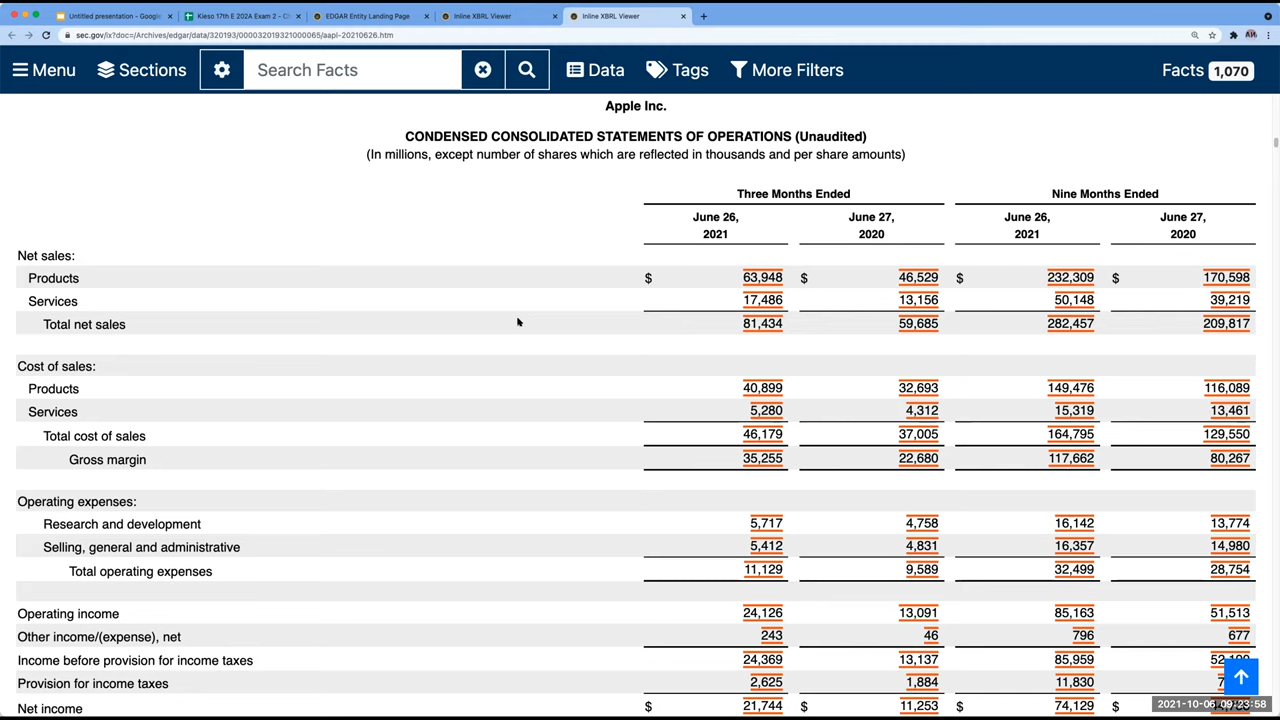 Untitled presentation - Google
Kieso 17th E 202A Exam 2 - C
EDGAR Entity Landing Page
Inline XBRL Viewer
Inline XBRL Viewer
sec.gov/ix?doc=/Archives/edgar/data/320193/000032019321000065/aapl-20210626.htm
Menu Sections Search Facts Data Tags More Filters Facts 1,070
Apple Inc.
CONDENSED CONSOLIDATED STATEMENTS OF OPERATIONS (Unaudited)
(In millions, except number of shares which are reflected in thousands and per share amounts)
Three Months Ended Nine Months Ended
June 26, June 27, June 26, June 27,
2021 2020 2021 2020
Net sales:
Products $ 63,948 $ 46,529 $ 232,309 $ 170,598
Services 17,486 13,156 50,148 39,219
Total net sales 81,434 59,685 282,457 209,817
Cost of sales:
Products 40,899 32,693 149,476 116,089
Services 5,280 4,312 15,319 13,461
Total cost of sales 46,179 37,005 164,795 129,550
Gross margin 35,255 22,680 117,662 80,267
Operating expenses:
Research and development 5,717 4,758 16,142 13,774
Selling, general and administrative 5,412 4,831 16,357 14,980
Total operating expenses 11,129 9,589 32,499 28,754
Operating income 24,126 13,091 85,163 51,513
Other income/(expense), net 243 46 796 677
Income before provision for income taxes 24,369 13,137 85,959
Provision for income taxes 2,625 1,884 11,830
Net income $ 21,744 $ 11,253 $ 74,129 $
2021-10-06 09:23:58